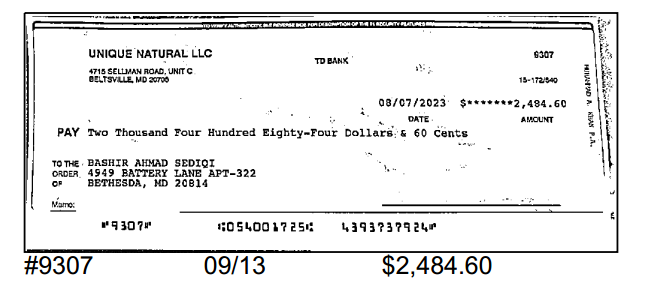 UNIQUE NATURAL LLC
4715 SELLMAN ROAD, UNIT C
BELTSVILLE, MD 20705
TD BANK
9307
15-172/540
08/07/2023 $*******2,484.60
DATE AMOUNT
PAY Two Thousand Four Hundred Eighty-Four Dollars & 60 Cents
TO THE ORDER OF
BASHIR AHMAD SEDIQI
4949 BATTERY LANE APT-322
BETHESDA, MD 20814
Memo:
⑈9307⑈ ⑆054001725⑆ 4393737924⑈
#9307 09/13 $2,484.60